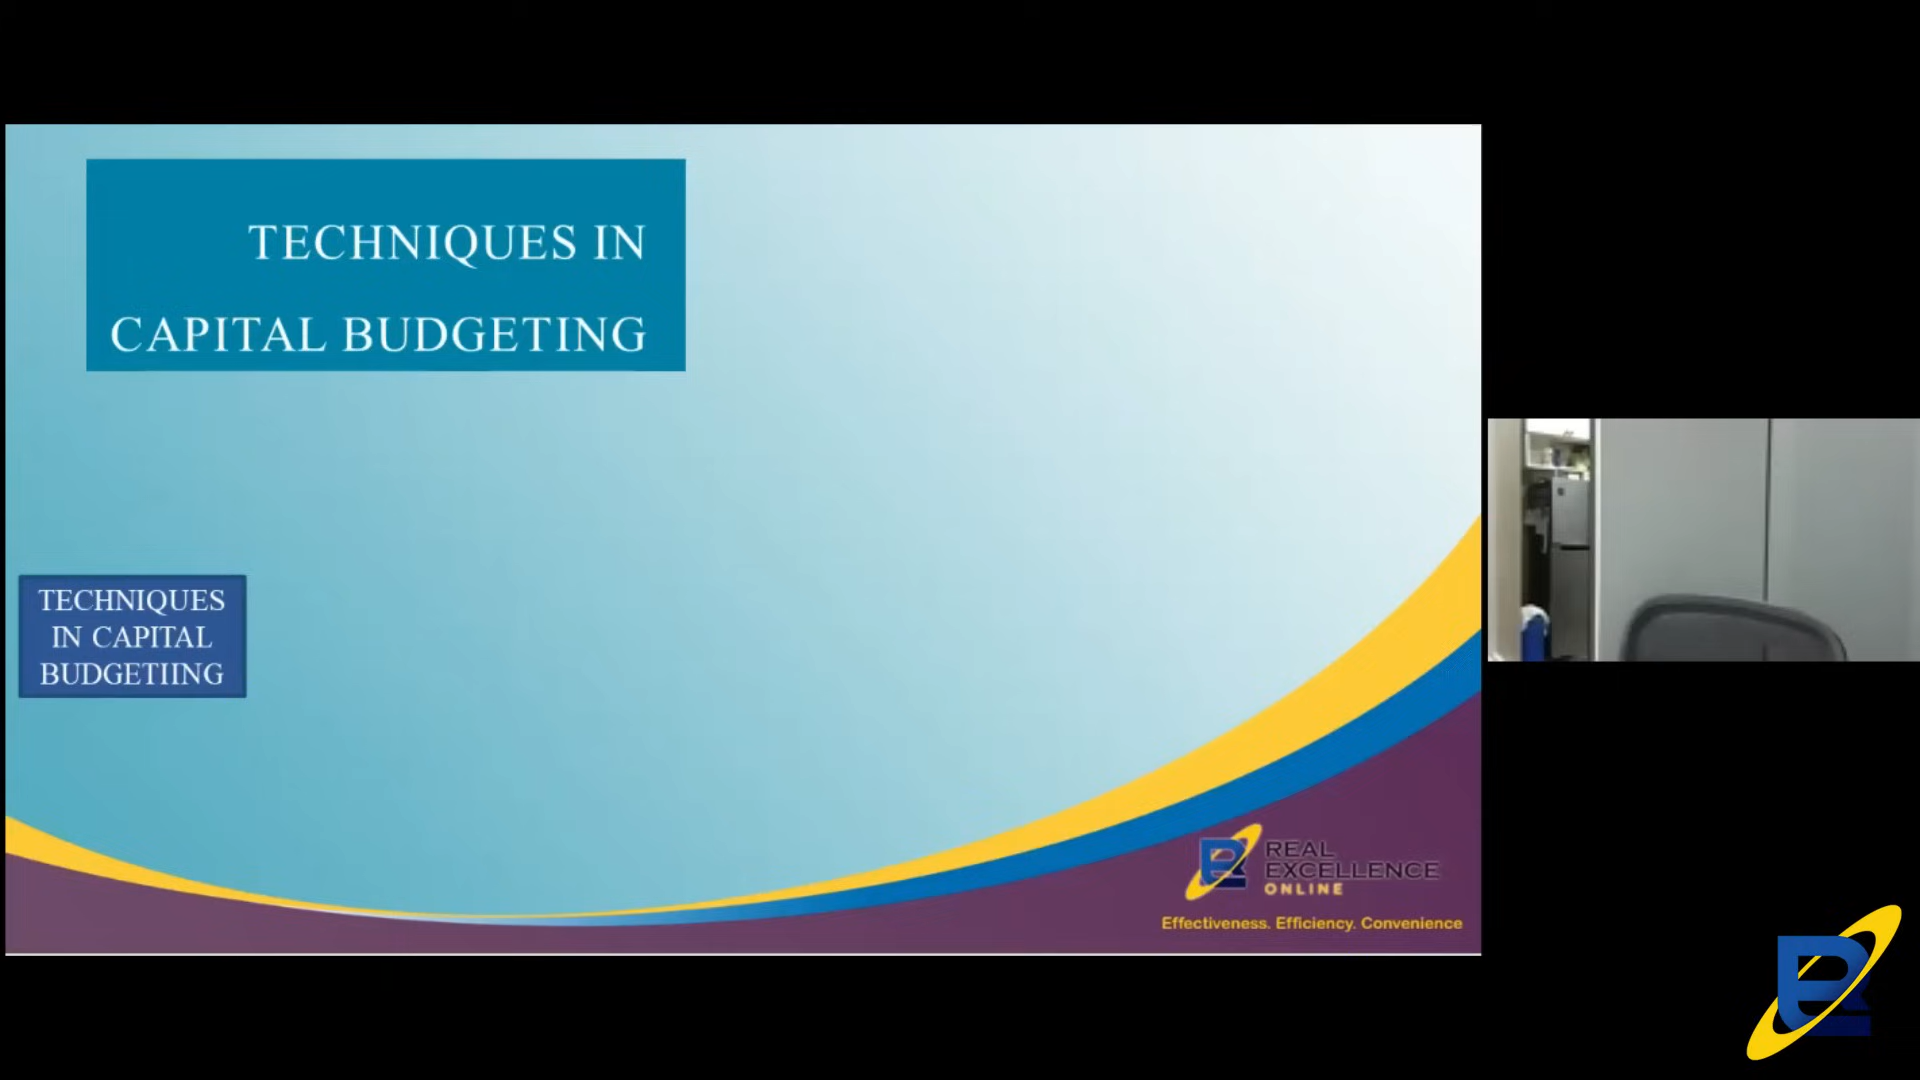 TECHNIQUES IN
CAPITAL BUDGETING
TECHNIQUES
IN CAPITAL
BUDGETIING
REAL
EXCELLENCE
ONLINE
Effectiveness. Efficiency. Convenience